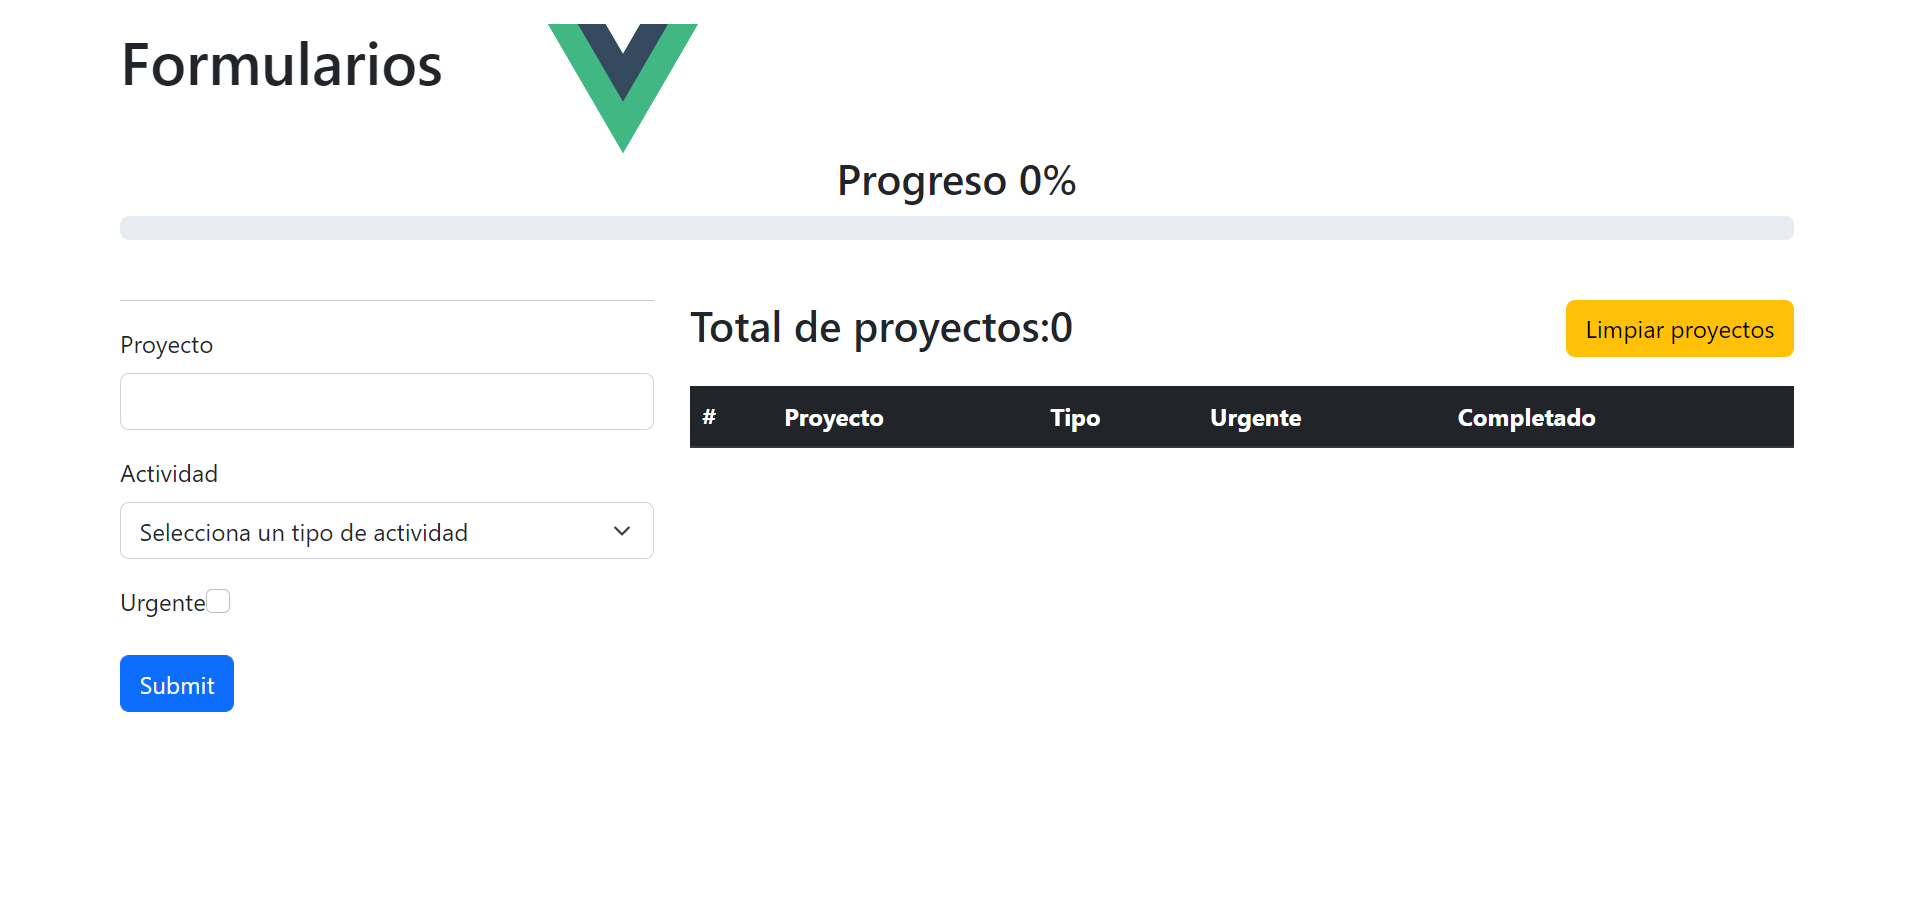 Formularios
Progreso 0%
Proyecto
Actividad
Selecciona un tipo de actividad
Urgente
Submit
Total de proyectos:0
Limpiar proyectos
# Proyecto Tipo Urgente Completado